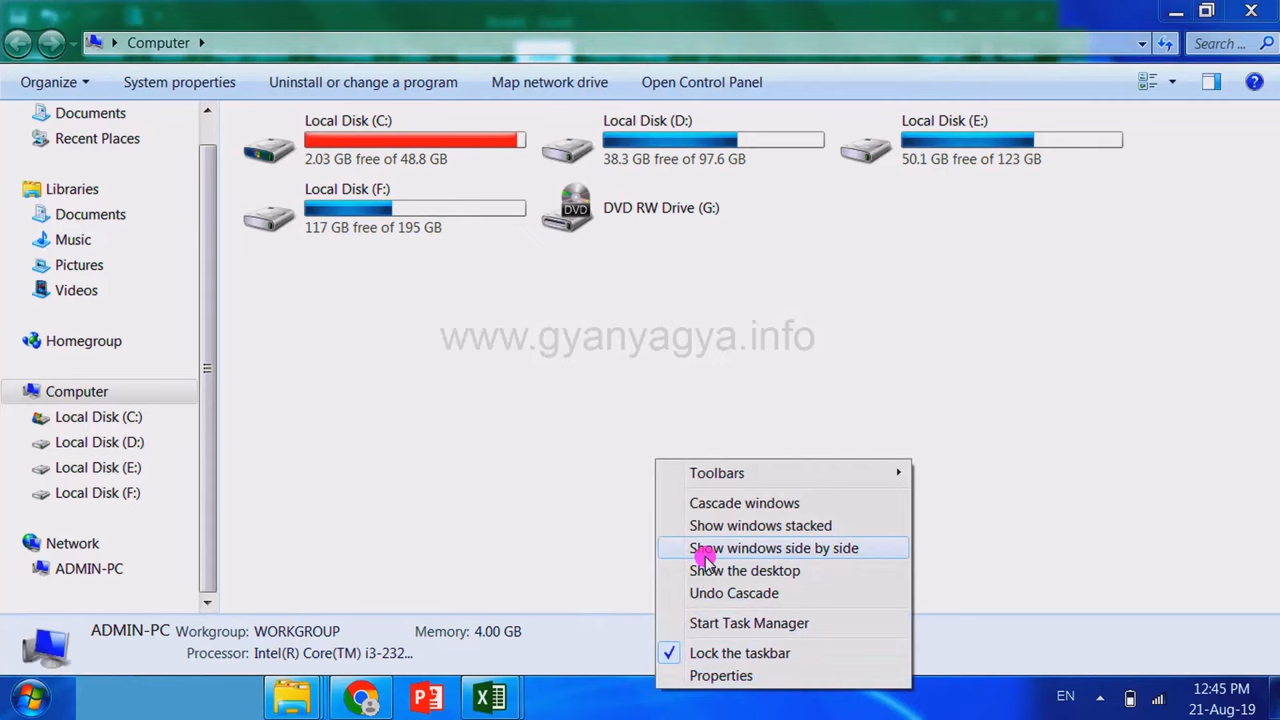 Computer
Search ...
Organize
System properties
Uninstall or change a program
Map network drive
Open Control Panel
Documents
Recent Places
Libraries
Documents
Music
Pictures
Videos
Homegroup
Computer
Local Disk (C:)
Local Disk (D:)
Local Disk (E:)
Local Disk (F:)
Network
ADMIN-PC
Local Disk (C:)
2.03 GB free of 48.8 GB
Local Disk (D:)
38.3 GB free of 97.6 GB
Local Disk (E:)
50.1 GB free of 123 GB
Local Disk (F:)
117 GB free of 195 GB
DVD
DVD RW Drive (G:)
www.gyanyagya.info
Toolbars
Cascade windows
Show windows stacked
Show windows side by side
Show the desktop
Undo Cascade
Start Task Manager
Lock the taskbar
Properties
ADMIN-PC Workgroup: WORKGROUP Memory: 4.00 GB
Processor: Intel(R) Core(TM) i3-232...
EN
12:45 PM
21-Aug-19